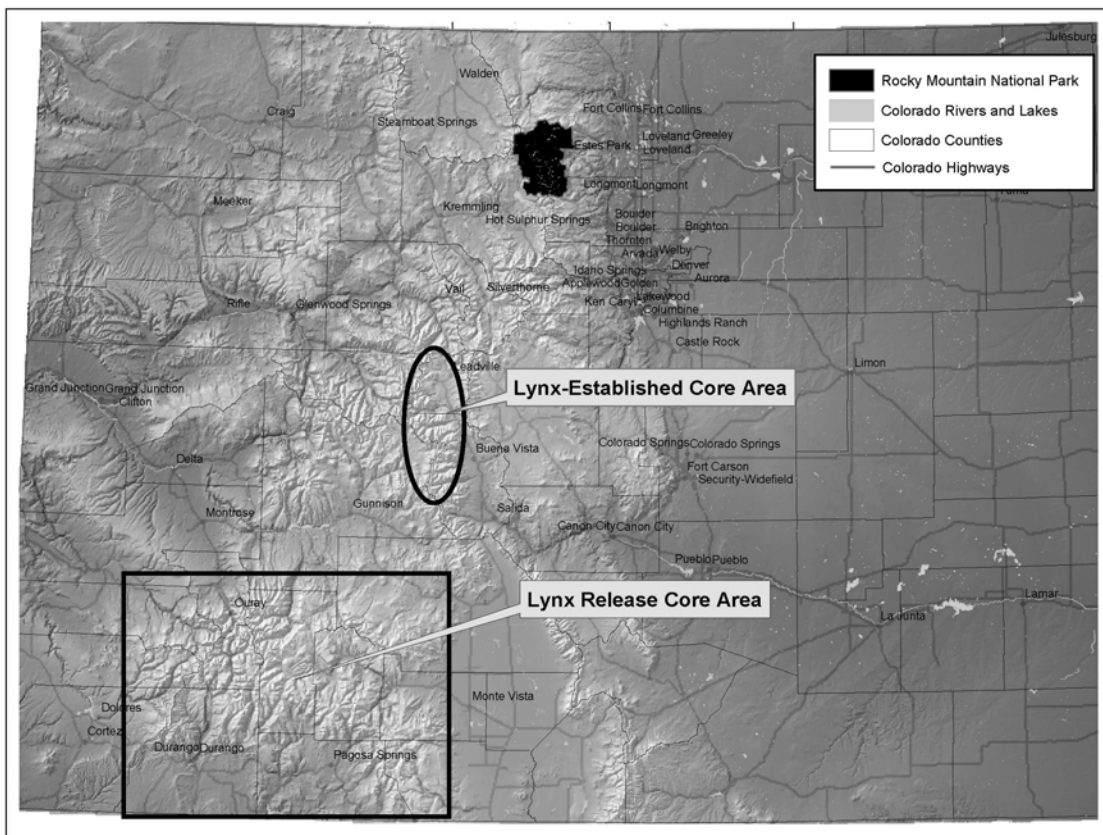 Julesburg
Walden
Rocky Mountain National Park
Craig
Fort Collins Fort Collins
Colorado Rivers and Lakes
Steamboat Springs
Loveland Greeley
Estes Park
Loveland
Colorado Counties
Colorado Highways
Longmont Longmont
Meeker
Kremmling
Hot Sulphur Springs
Boulder
Boulder
Brighton
Thornten
Arvada Welby
Denver
Idaho Springs
Aurora
Applewood Golden
Vail
Silverthorne
Lakewood
Ken Caryl
Columbine
Rifle
Glenwood Springs
Highlands Ranch
Castle Rock
Limon
Leadville
Lynx-Established Core Area
Grand Junction Grand Junction
Clifton
Colorado Springs Colorado Springs
Buena Vista
Delta
Fort Carson
Security-Widefield
Gunnison
Salida
Montrose
Canon City Canon City
Pueblo Pueblo
Ouray
Lynx Release Core Area
Lamar
La Junta
Monte Vista
Dolores
Cortez
Durango Durango
Pagosa Springs